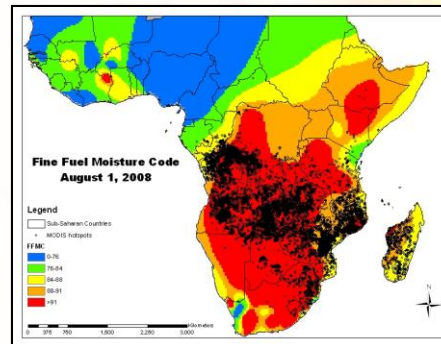 Fine Fuel Moisture Code
August 1, 2008
Legend
Sub-Saharan Countries
MODIS hotspots
FFMC
0-76
76-84
84-88
88-91
>91
N
Kilometers
0 375 750 1,500 2,250 3,000